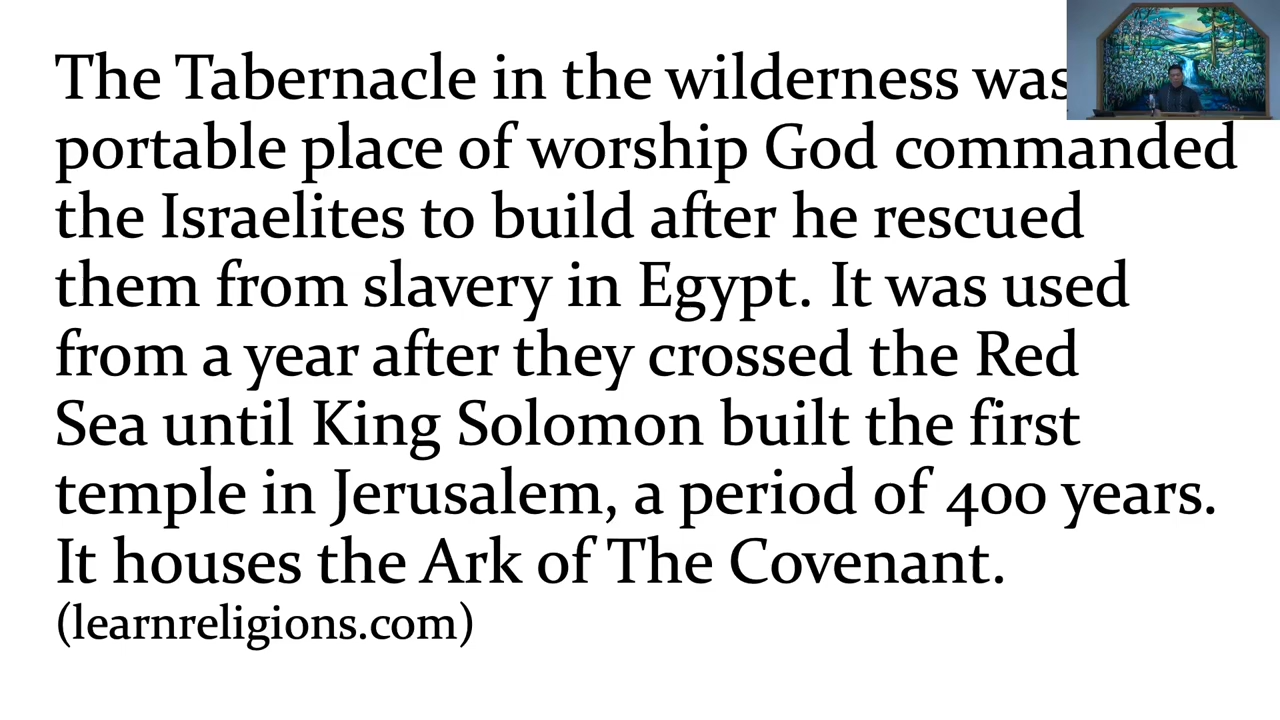 The Tabernacle in the wilderness was
portable place of worship God commanded
the Israelites to build after he rescued
them from slavery in Egypt. It was used
from a year after they crossed the Red
Sea until King Solomon built the first
temple in Jerusalem, a period of 400 years.
It houses the Ark of The Covenant.
(learnreligions.com)